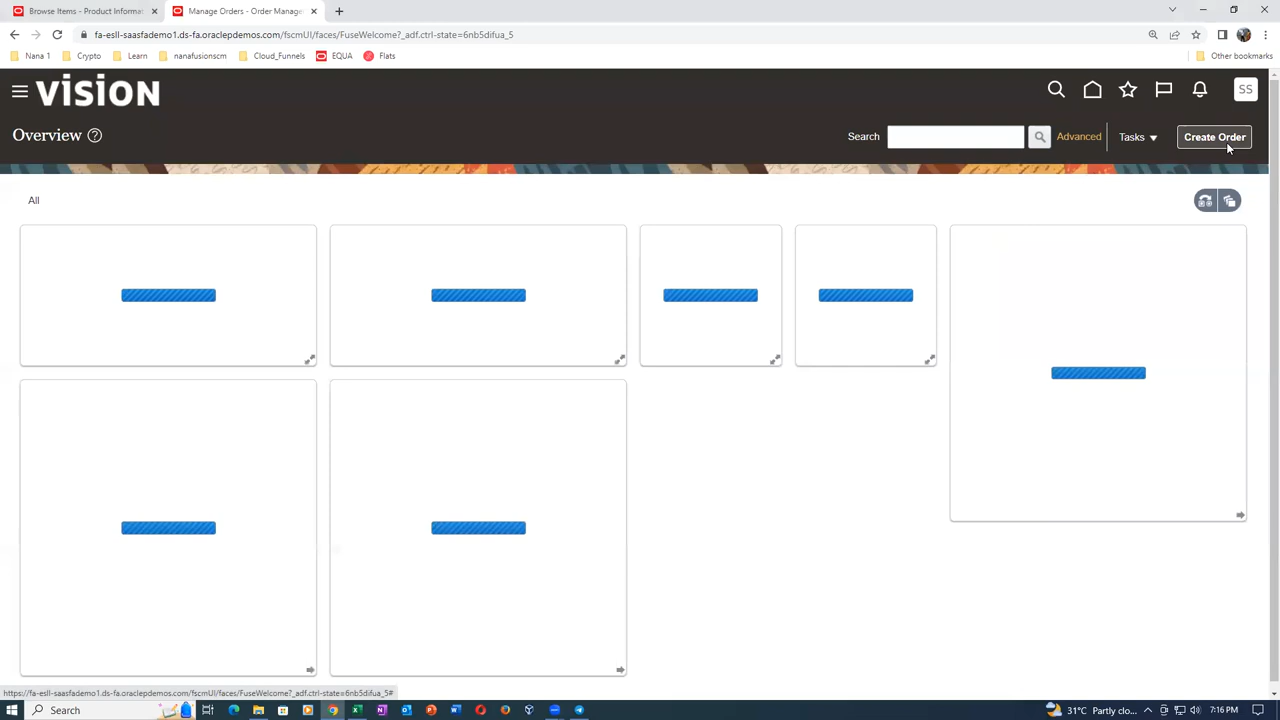 Browse Items - Product Informat
Manage Orders - Order Manage
fa-esll-saasfademo1.ds-fa.oraclepdemos.com/fscmUI/faces/FuseWelcome?_adf.ctrl-state=6nb5difua_5
Nana 1
Crypto
Learn
nanafusionscm
Cloud_Funnels
EQUA
Flats
Other bookmarks
VISION
SS
Overview
Search
Advanced
Tasks
Create Order
All
https://fa-esll-saasfademo1.ds-fa.oraclepdemos.com/fscmUI/faces/FuseWelcome?_adf.ctrl-state=6nb5difua_5#
Search
31°C Partly clo...
7:16 PM